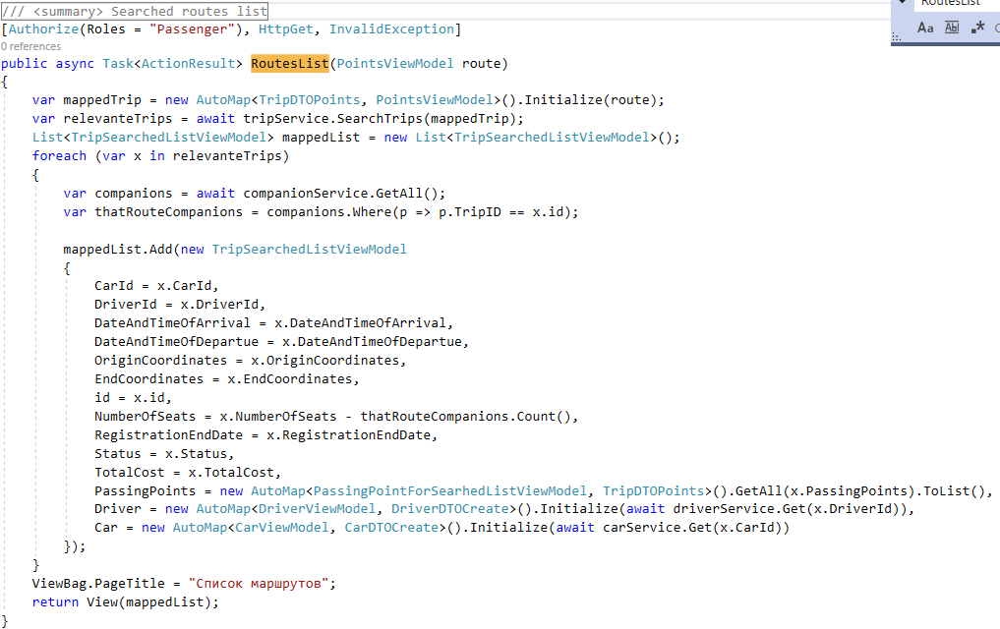 /// <summary> Searched routes list
RoutesList
[Authorize(Roles = "Passenger"), HttpGet, InvalidException]
Aa Ab .*
0 references
public async Task<ActionResult> RoutesList(PointsViewModel route)
{
var mappedTrip = new AutoMap<TripDTOPoints, PointsViewModel>().Initialize(route);
var relevanteTrips = await tripService.SearchTrips(mappedTrip);
List<TripSearchedListViewModel> mappedList = new List<TripSearchedListViewModel>();
foreach (var x in relevanteTrips)
{
var companions = await companionService.GetAll();
var thatRouteCompanions = companions.Where(p => p.TripID == x.id);
mappedList.Add(new TripSearchedListViewModel
{
CarId = x.CarId,
DriverId = x.DriverId,
DateAndTimeOfArrival = x.DateAndTimeOfArrival,
DateAndTimeOfDepartue = x.DateAndTimeOfDepartue,
OriginCoordinates = x.OriginCoordinates,
EndCoordinates = x.EndCoordinates,
id = x.id,
NumberOfSeats = x.NumberOfSeats - thatRouteCompanions.Count(),
RegistrationEndDate = x.RegistrationEndDate,
Status = x.Status,
TotalCost = x.TotalCost,
PassingPoints = new AutoMap<PassingPointForSearhedListViewModel, TripDTOPoints>().GetAll(x.PassingPoints).ToList(),
Driver = new AutoMap<DriverViewModel, DriverDTOCreate>().Initialize(await driverService.Get(x.DriverId)),
Car = new AutoMap<CarViewModel, CarDTOCreate>().Initialize(await carService.Get(x.CarId))
});
}
ViewBag.PageTitle = "Список маршрутов";
return View(mappedList);
}